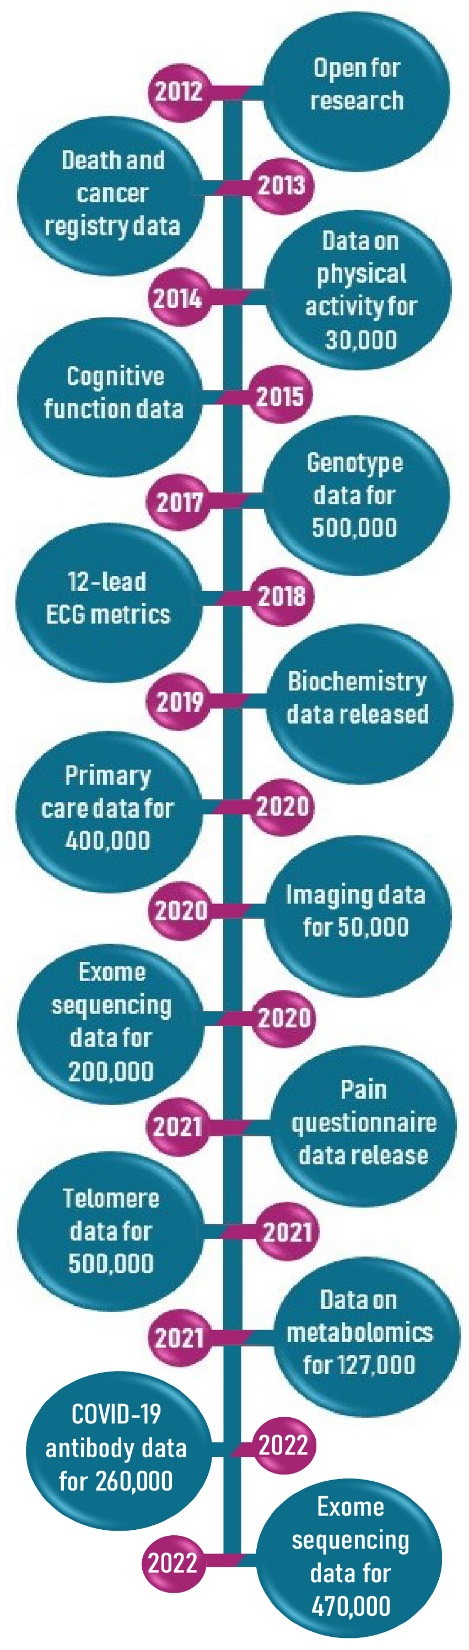 2012
Open for
research
Death and
cancer
registry data
2013
2014
Data on
physical
activity for
30,000
Cognitive
function data
2015
2017
Genotype
data for
500,000
12-lead
ECG metrics
2018
2019
Biochemistry
data released
Primary
care data for
400,000
2020
2020
Imaging data
for 50,000
Exome
sequencing
data for
200,000
2020
2021
Pain
questionnaire
data release
Telomere
data for
500,000
2021
2021
Data on
metabolomics
for 127,000
COVID-19
antibody data
for 260,000
2022
2022
Exome
sequencing
data for
470,000